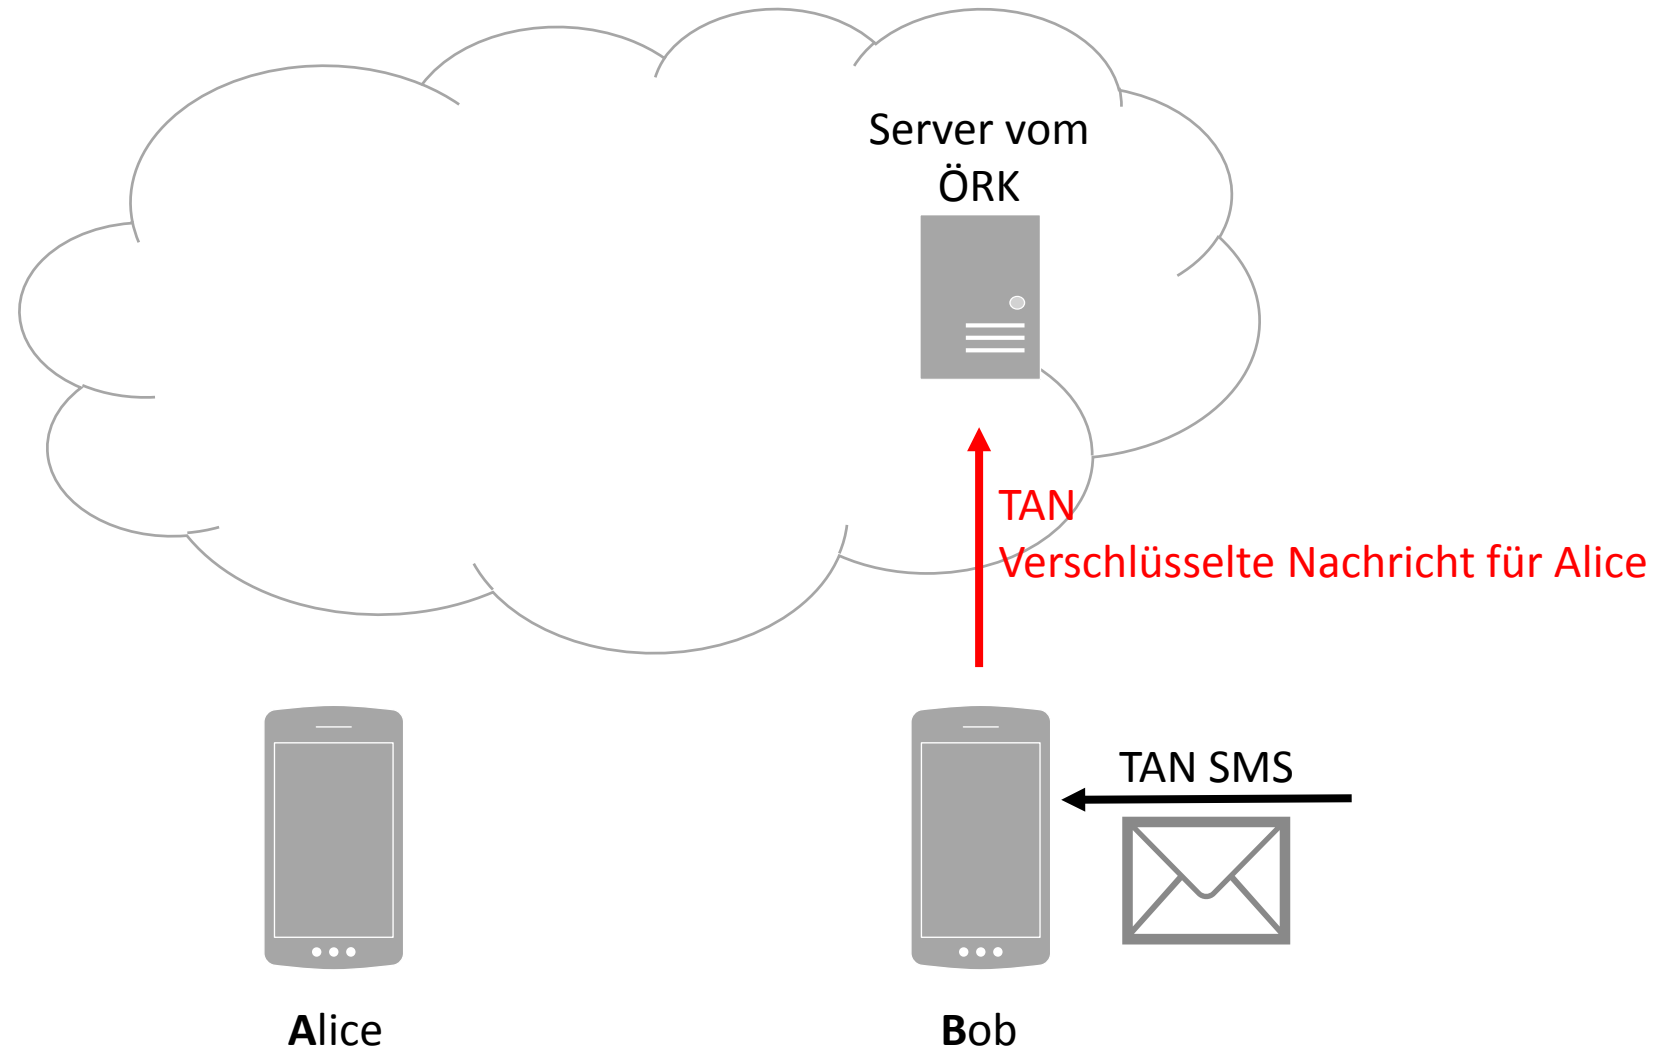 Server vom
ÖRK
TAN
Verschlüsselte Nachricht für Alice
TAN SMS
Alice
Bob